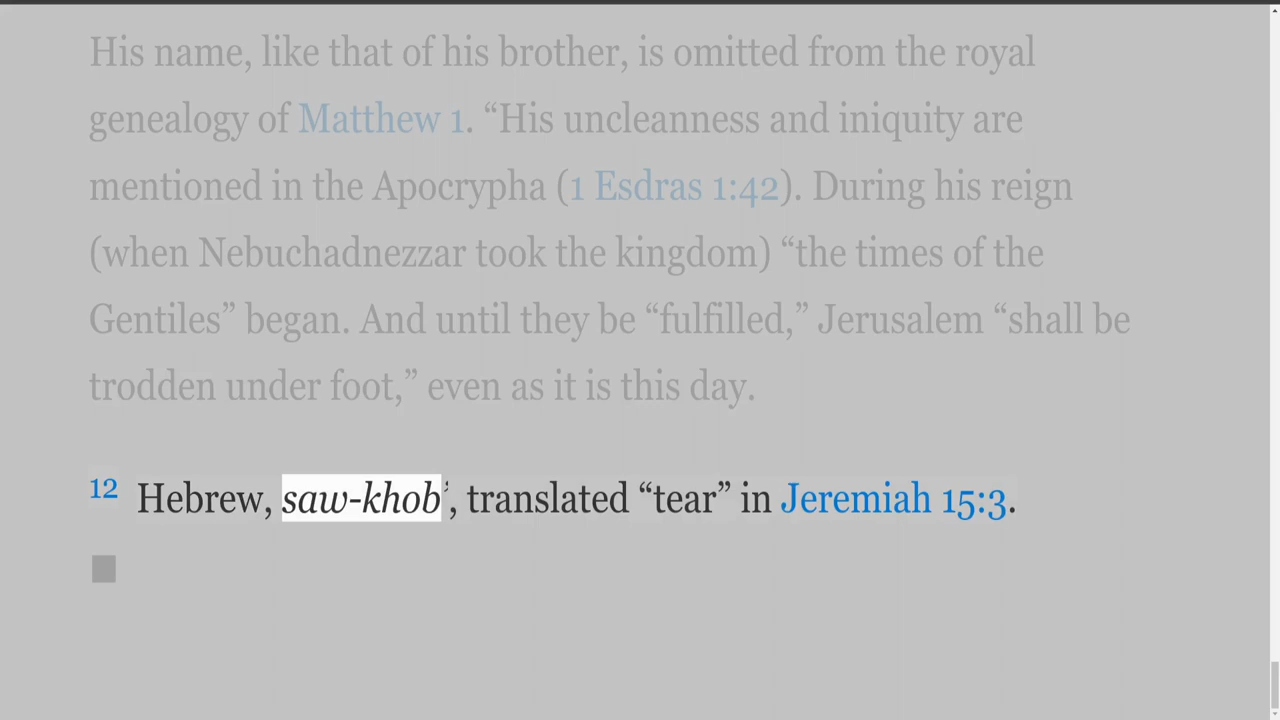 His name, like that of his brother, is omitted from the royal
genealogy of Matthew 1. “His uncleanness and iniquity are
mentioned in the Apocrypha (1 Esdras 1:42). During his reign
(when Nebuchadnezzar took the kingdom) “the times of the
Gentiles” began. And until they be “fulfilled,” Jerusalem “shall be
trodden under foot,” even as it is this day.
12 Hebrew, saw-khob‘, translated “tear” in Jeremiah 15:3.